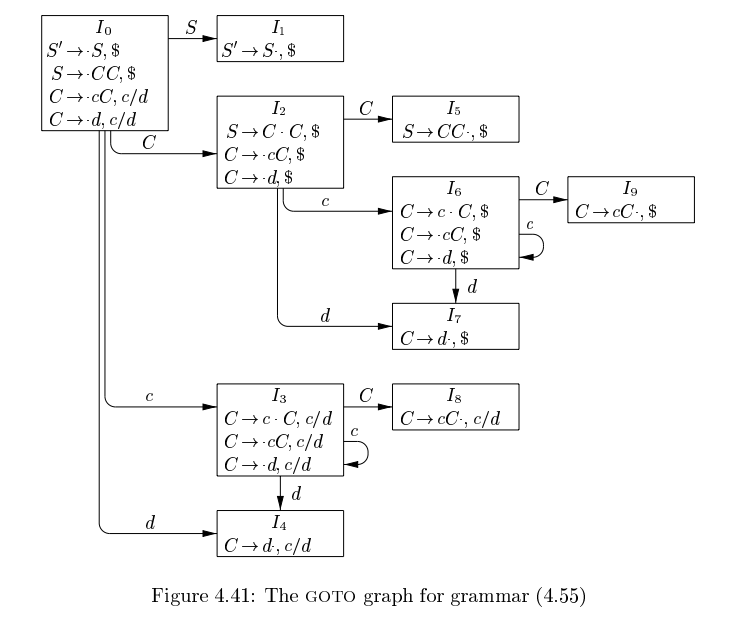 I₀
S′ → ·S, $
S → ·CC, $
C → ·cC, c/d
C → ·d, c/d
S
I₁
S′ → S·, $
C
I₂
S → C · C, $
C → ·cC, $
C → ·d, $
C
I₅
S → CC·, $
c
I₆
C → c · C, $
C → ·cC, $
C → ·d, $
C
I₉
C → cC·, $
c
d
d
I₇
C → d·, $
c
I₃
C → c · C, c/d
C → ·cC, c/d
C → ·d, c/d
C
I₈
C → cC·, c/d
c
d
d
I₄
C → d·, c/d
Figure 4.41: The GOTO graph for grammar (4.55)